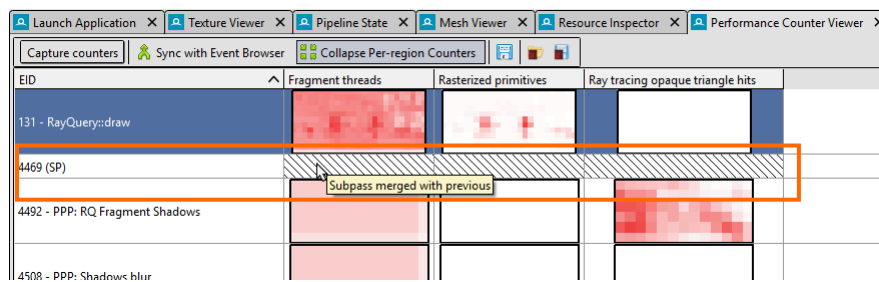 Launch Application X Texture Viewer X Pipeline State X Mesh Viewer X Resource Inspector X Performance Counter Viewer X
Capture counters Sync with Event Browser Collapse Per-region Counters
EID Fragment threads Rasterized primitives Ray tracing opaque triangle hits
131 - RayQuery::draw
4469 (SP)
Subpass merged with previous
4492 - PPP: RQ Fragment Shadows
4508 - PPP: Shadows blur